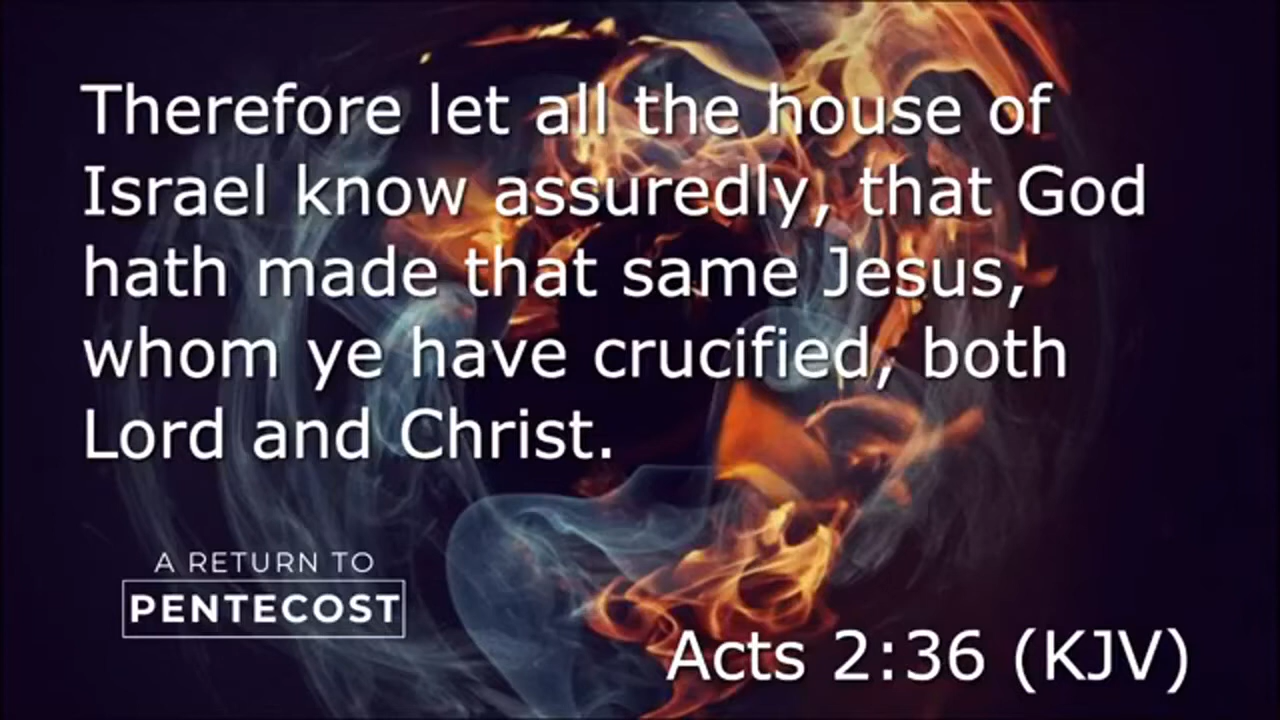 Therefore let all the house of
Israel know assuredly, that God
hath made that same Jesus,
whom ye have crucified, both
Lord and Christ.
A RETURN TO
PENTECOST
Acts 2:36 (KJV)